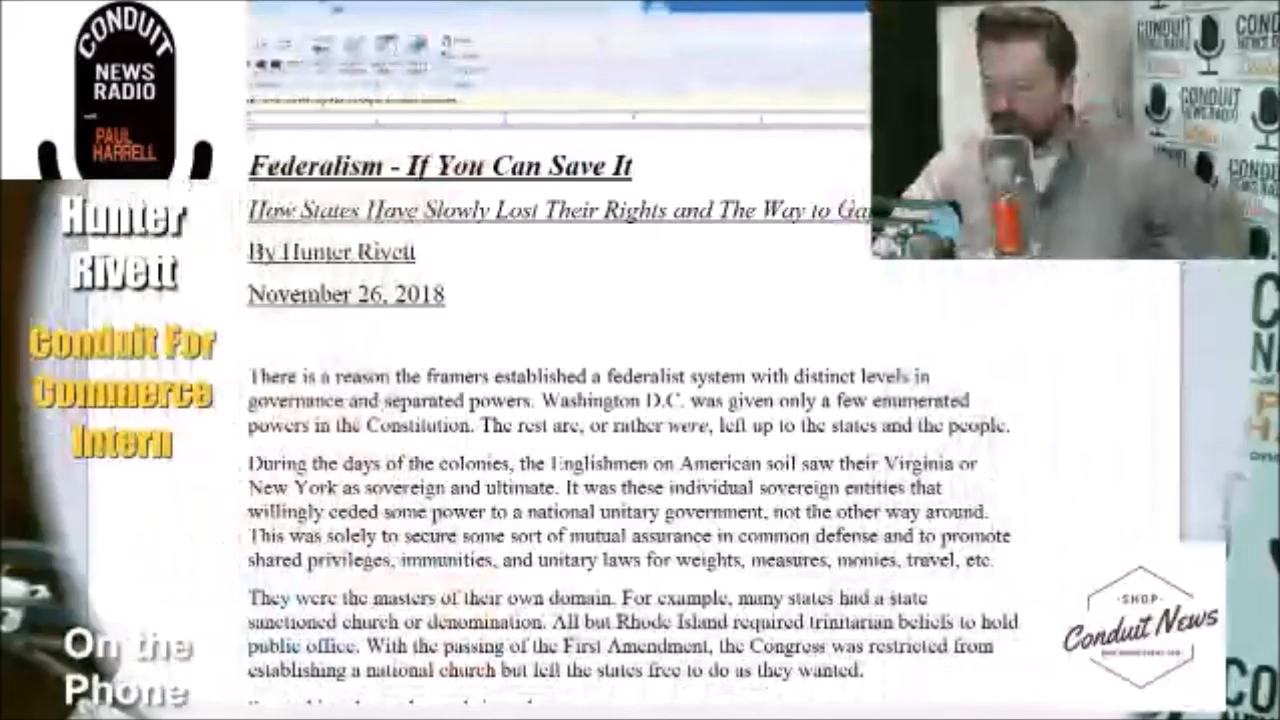 CONDUIT
NEWS
RADIO
with
PAUL
HARRELL
Hunter
Rivett
Conduit For
Commerce
Intern
On the
Phone
Federalism - If You Can Save It
How States Have Slowly Lost Their Rights and The Way to
By Hunter Rivett
November 26, 2018
There is a reason the framers established a federalist system with distinct levels in
governance and separated powers. Washington D.C. was given only a few enumerated
powers in the Constitution. The rest are, or rather were, left up to the states and the people.
During the days of the colonies, the Englishmen on American soil saw their Virginia or
New York as sovereign and ultimate. It was these individual sovereign entities that
willingly ceded some power to a national unitary government, not the other way around.
This was solely to secure some sort of mutual assurance in common defense and to promote
shared privileges, immunities, and unitary laws for weights, measures, monies, travel, etc.
They were the masters of their own domain. For example, many states had a state
sanctioned church or denomination. All but Rhode Island required trinitarian beliefs to hold
public office. With the passing of the First Amendment, the Congress was restricted from
establishing a national church but left the states free to do as they wanted.
CONDUIT
NEWS RADIO
CONDUIT
NEWS RADIO
·SHOP·
Conduit News